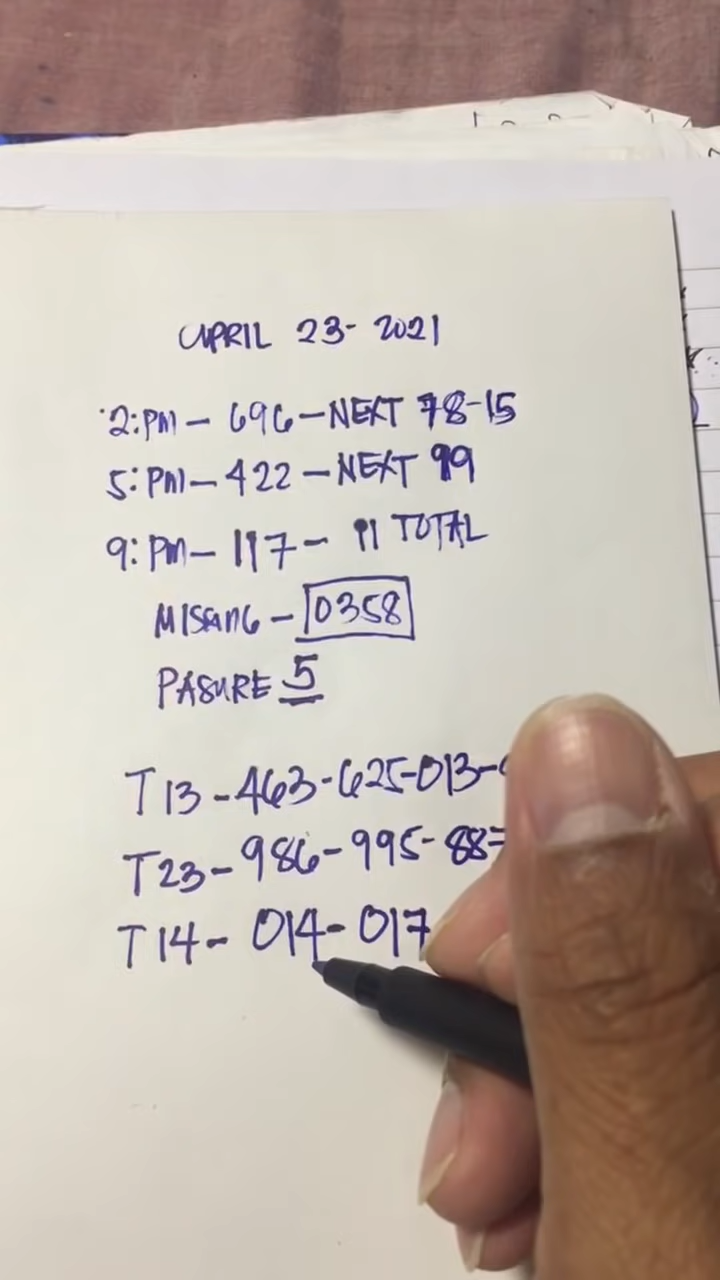 APRIL 23- 2021
2:PM- 696-NEXT 78-15
5:PM-422-NEXT 99
9:PM-117- 11 TOTAL
MISSANG-0358
PASURE 5
T13-463-625-013-
T23-986-995-88=
T14- 014-017